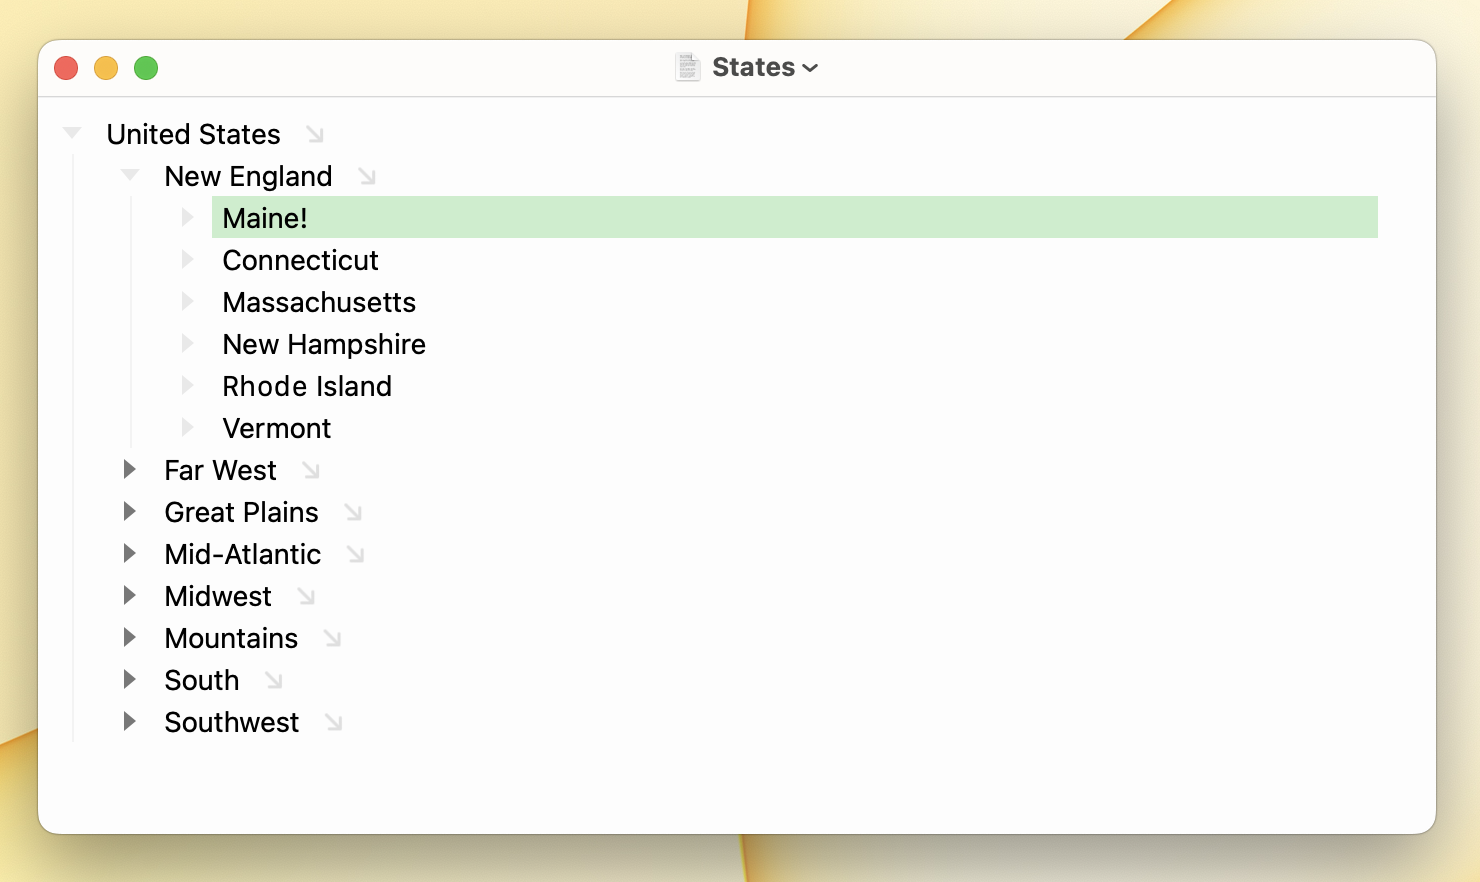 States
United States
New England
Maine!
Connecticut
Massachusetts
New Hampshire
Rhode Island
Vermont
Far West
Great Plains
Mid-Atlantic
Midwest
Mountains
South
Southwest